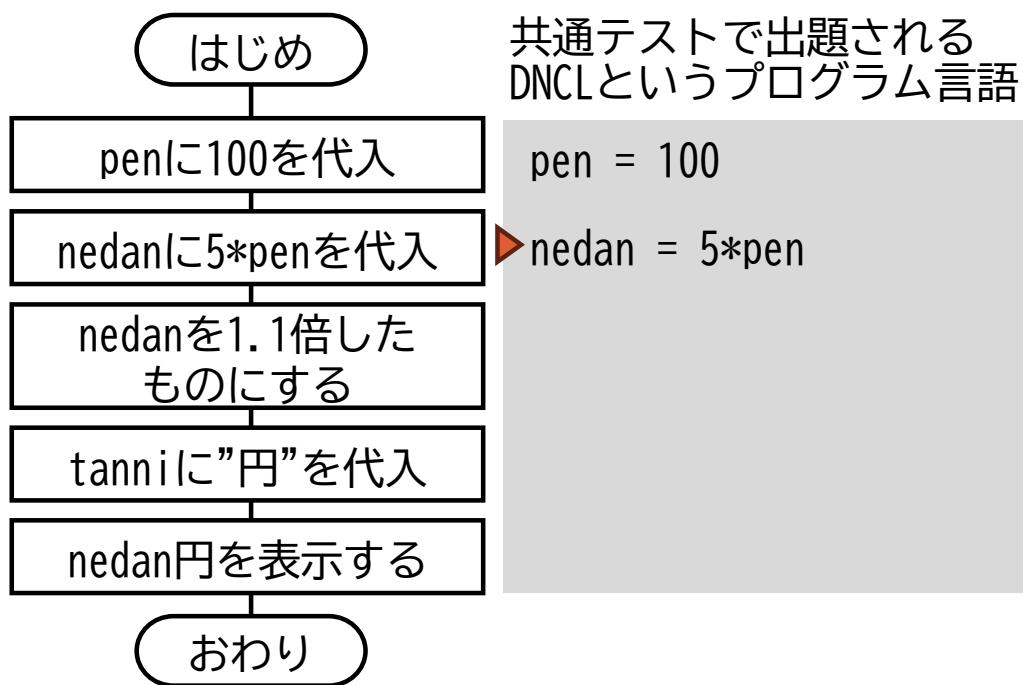 はじめ
penに100を代入
nedanに5*penを代入
nedanを1.1倍した
ものにする
tanniに”円”を代入
nedan円を表示する
おわり
共通テストで出題される
DNCLというプログラム言語
pen = 100
nedan = 5*pen